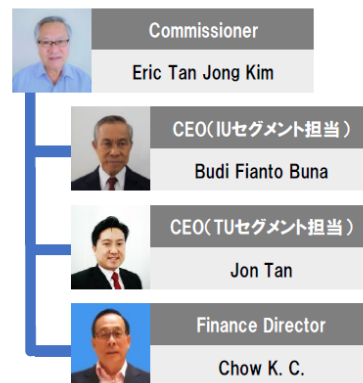 Commissioner
Eric Tan Jong Kim
CEO(IUセグメント担当)
Budi Fianto Buna
CEO(TUセグメント担当)
Jon Tan
Finance Director
Chow K. C.